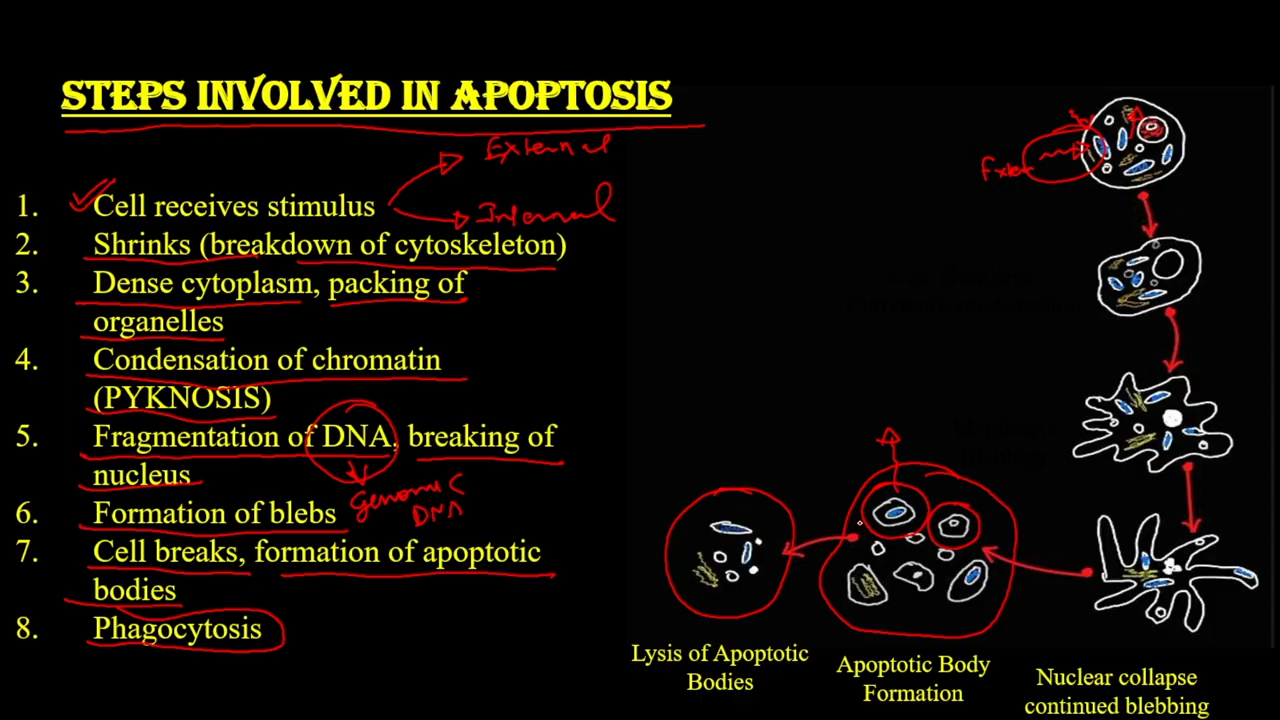 STEPS INVOLVED IN APOPTOSIS
External
1. Cell receives stimulus
Internal
2. Shrinks (breakdown of cytoskeleton)
3. Dense cytoplasm, packing of
organelles
4. Condensation of chromatin
(PYKNOSIS)
5. Fragmentation of DNA, breaking of
nucleus
Genomic
DNA
6. Formation of blebs
7. Cell breaks, formation of apoptotic
bodies
8. Phagocytosis
Lysis of Apoptotic
Bodies
Apoptotic Body
Formation
Nuclear collapse
continued blebbing